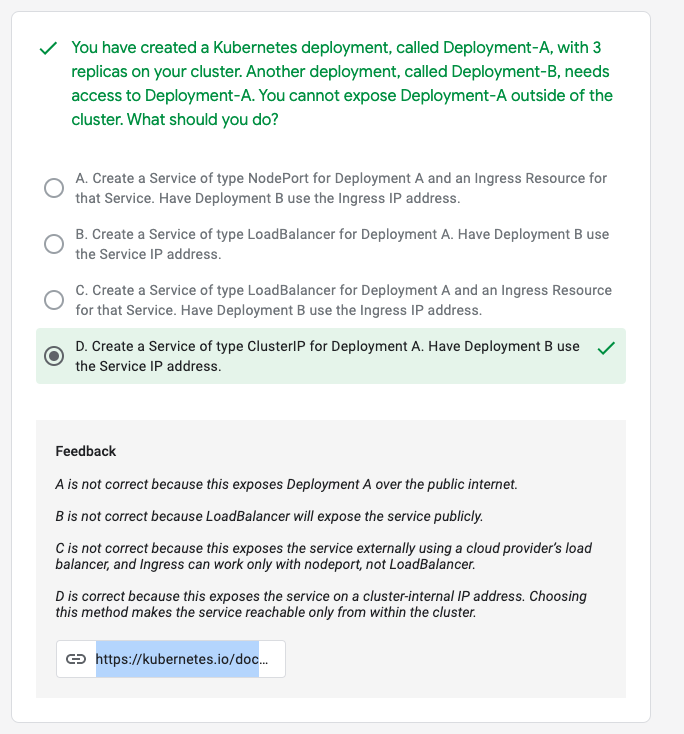 You have created a Kubernetes deployment, called Deployment-A, with 3
replicas on your cluster. Another deployment, called Deployment-B, needs
access to Deployment-A. You cannot expose Deployment-A outside of the
cluster. What should you do?
A. Create a Service of type NodePort for Deployment A and an Ingress Resource for
that Service. Have Deployment B use the Ingress IP address.
B. Create a Service of type LoadBalancer for Deployment A. Have Deployment B use
the Service IP address.
C. Create a Service of type LoadBalancer for Deployment A and an Ingress Resource
for that Service. Have Deployment B use the Ingress IP address.
D. Create a Service of type ClusterIP for Deployment A. Have Deployment B use
the Service IP address.
Feedback
A is not correct because this exposes Deployment A over the public internet.
B is not correct because LoadBalancer will expose the service publicly.
C is not correct because this exposes the service externally using a cloud provider’s load
balancer, and Ingress can work only with nodeport, not LoadBalancer.
D is correct because this exposes the service on a cluster-internal IP address. Choosing
this method makes the service reachable only from within the cluster.
https://kubernetes.io/doc...